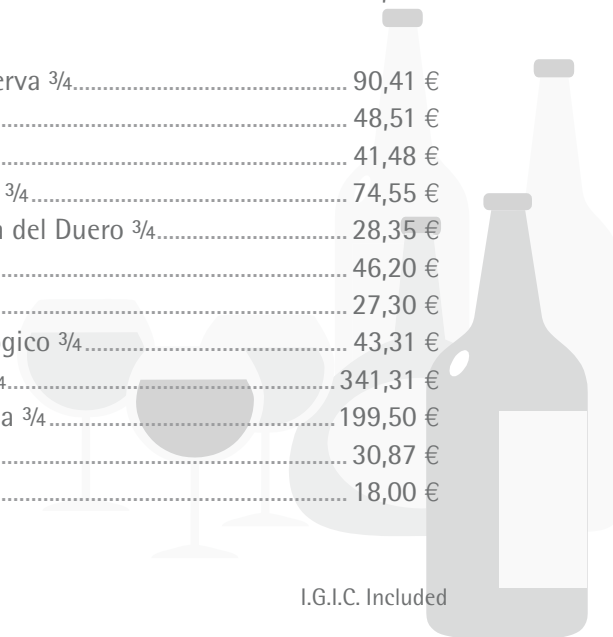 erva ¾.............................................. 90,41 €
.......................................................... 48,51 €
.......................................................... 41,48 €
¾..................................................... 74,55 €
del Duero ¾................................ 28,35 €
.......................................................... 46,20 €
.......................................................... 27,30 €
gico ¾............................................ 43,31 €
........................................................ 341,31 €
a ¾................................................ 199,50 €
.......................................................... 30,87 €
.......................................................... 18,00 €
I.G.I.C. Included